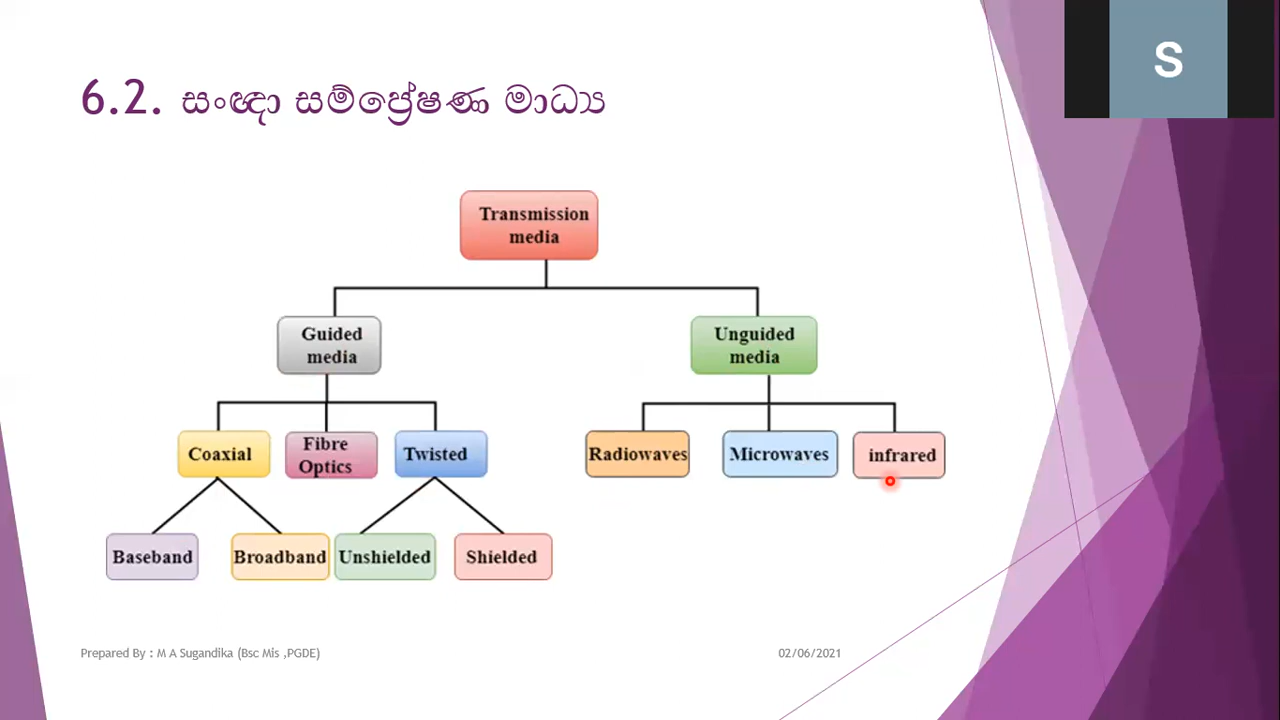 S
6.2. සංඥා සම්ප්‍රේෂණ මාධ්‍ය
Transmission
media
Guided
media
Unguided
media
Coaxial
Fibre
Optics
Twisted
Radiowaves
Microwaves
infrared
Baseband
Broadband
Unshielded
Shielded
Prepared By : M A Sugandika (Bsc Mis ,PGDE)
02/06/2021